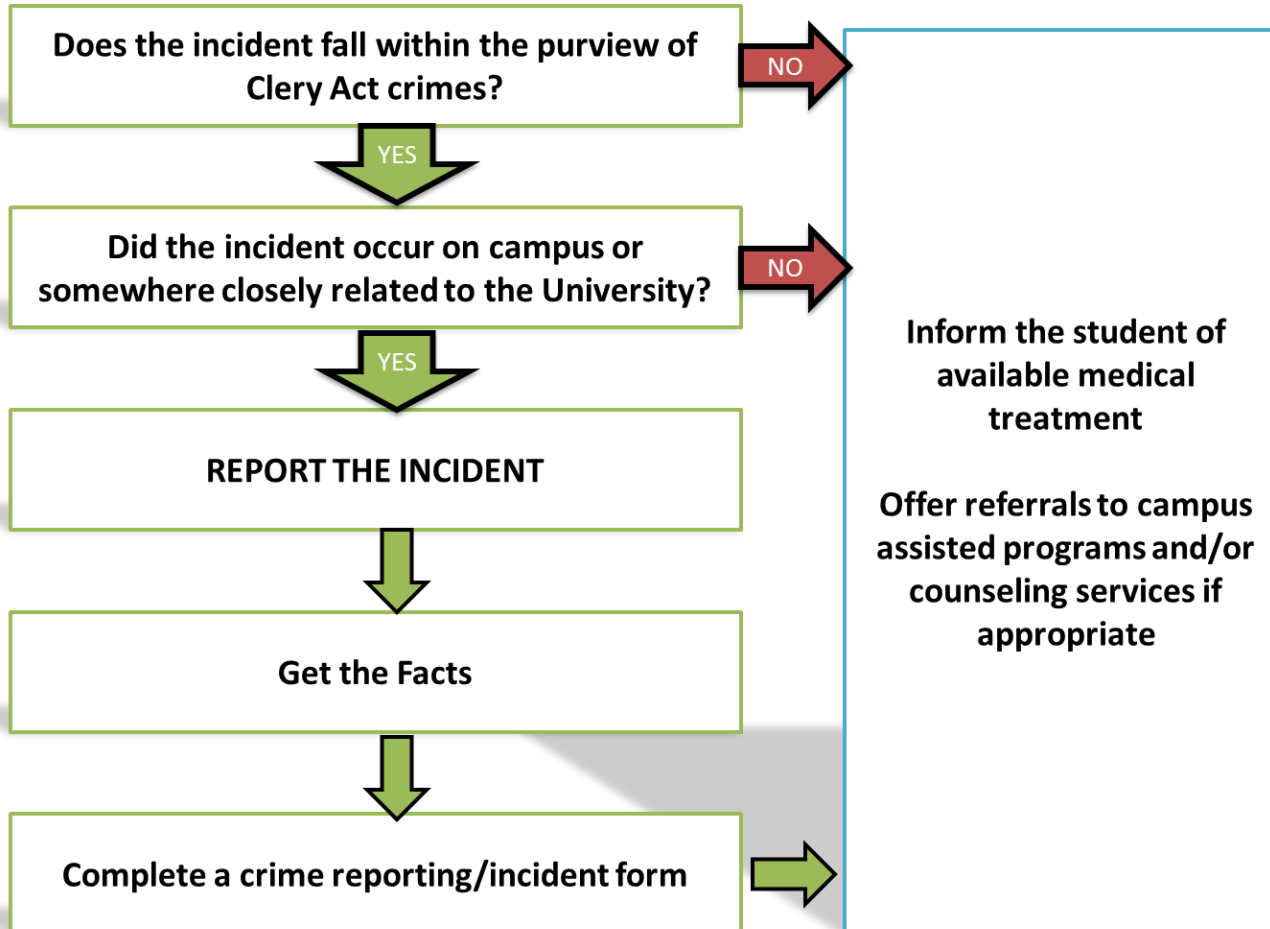 Does the incident fall within the purview of
Clery Act crimes?
NO
YES
Did the incident occur on campus or
somewhere closely related to the University?
NO
YES
REPORT THE INCIDENT
Get the Facts
Complete a crime reporting/incident form
Inform the student of
available medical
treatment
Offer referrals to campus
assisted programs and/or
counseling services if
appropriate